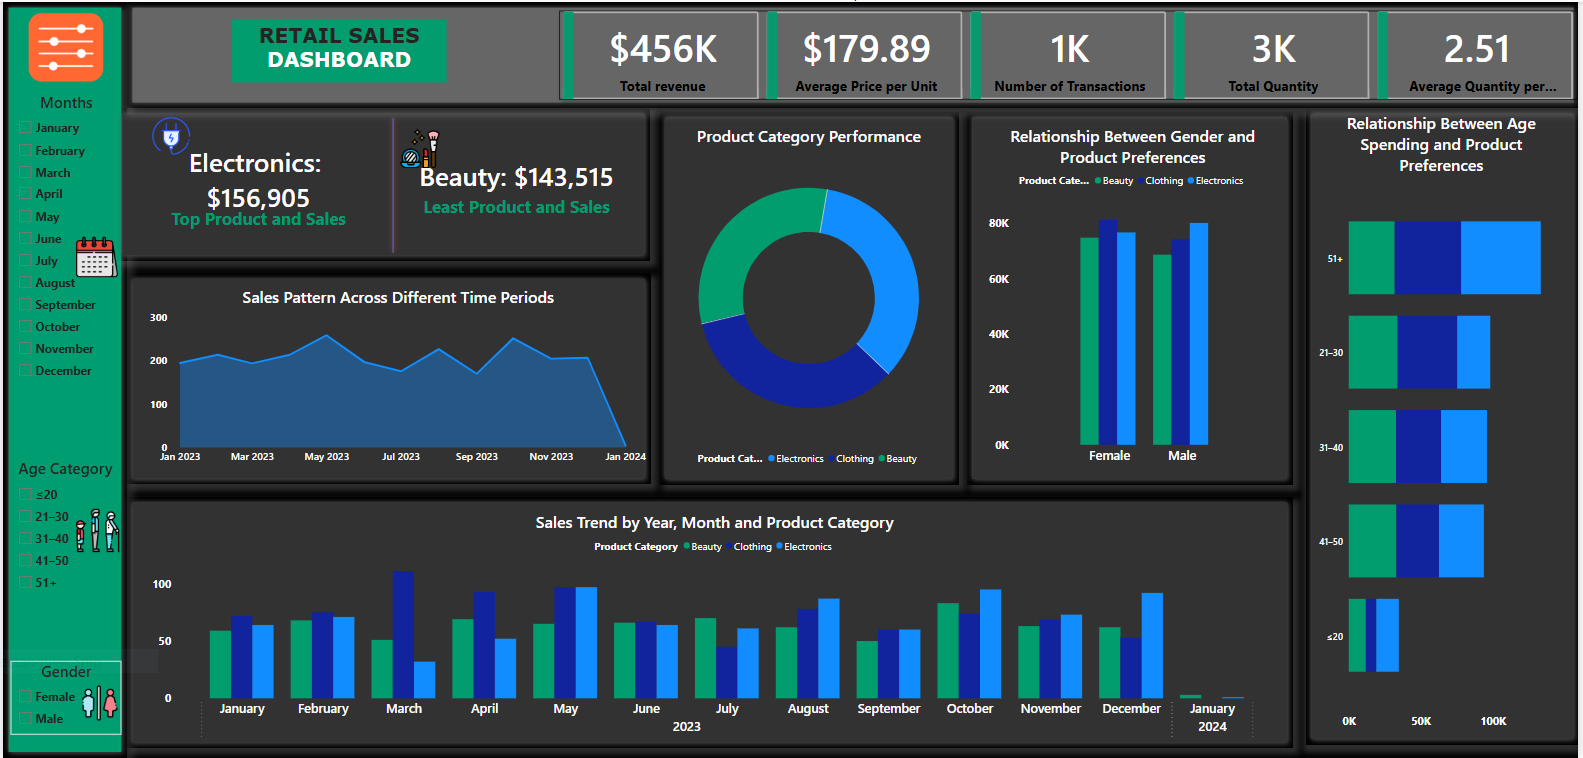 RETAIL SALES
DASHBOARD
$456K
Total revenue
$179.89
Average Price per Unit
1K
Number of Transactions
3K
Total Quantity
2.51
Average Quantity per...
Months
January
February
March
April
May
June
July
August
September
October
November
December
Age Category
≤20
21–30
31–40
41–50
51+
Gender
Female
Male
Electronics:
$156,905
Top Product and Sales
Beauty: $143,515
Least Product and Sales
Sales Pattern Across Different Time Periods
300
200
100
0
Jan 2023 Mar 2023 May 2023 Jul 2023 Sep 2023 Nov 2023 Jan 2024
Product Category Performance
Product Cat... Electronics Clothing Beauty
Relationship Between Gender and
Product Preferences
Product Cate... Beauty Clothing Electronics
80K
60K
40K
20K
0K
Female Male
Relationship Between Age
Spending and Product
Preferences
51+
21–30
31–40
41–50
≤20
0K 50K 100K
Sales Trend by Year, Month and Product Category
Product Category Beauty Clothing Electronics
100
50
0
January February March April May June July August September October November December January
2023 2024